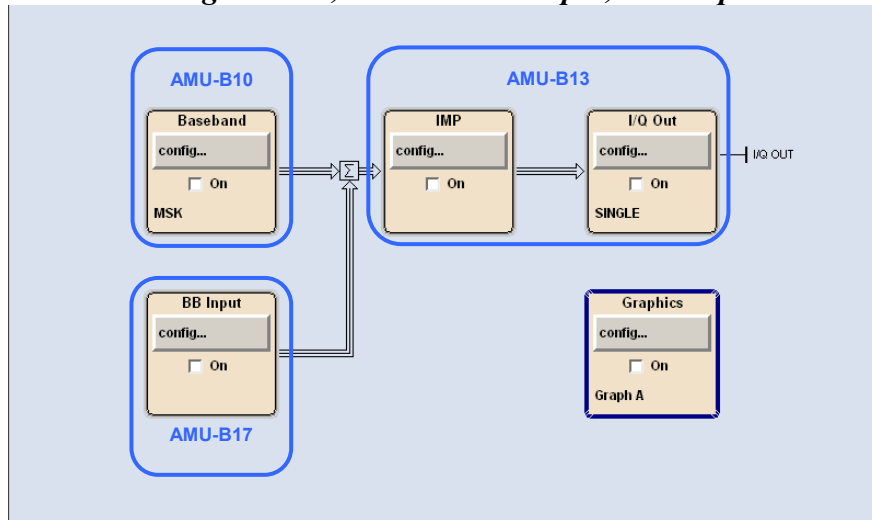 AMU-B10
AMU-B13
Baseband
config...
On
MSK
Σ
IMP
config...
On
I/Q Out
config...
On
SINGLE
I/Q OUT
BB Input
config...
On
AMU-B17
Graphics
config...
On
Graph A